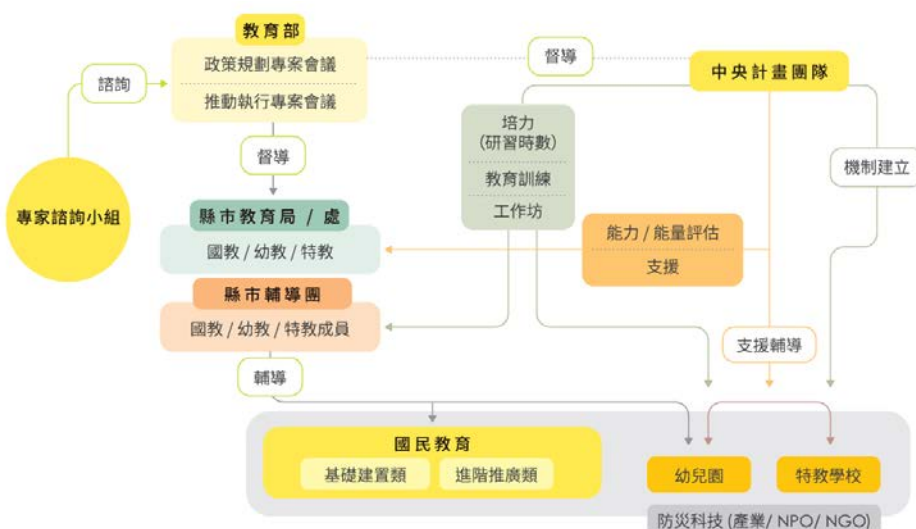 教育部
政策規劃專案會議
推動執行專案會議
諮詢
專家諮詢小組
督導
中央計畫團隊
督導
培力
(研習時數)
教育訓練
工作坊
機制建立
縣市教育局 / 處
國教 / 幼教 / 特教
能力 / 能量評估
支援
縣市輔導團
國教 / 幼教 / 特教成員
輔導
支援輔導
國民教育
基礎建置類
進階推廣類
幼兒園
特教學校
防災科技 (產業/ NPO/ NGO)